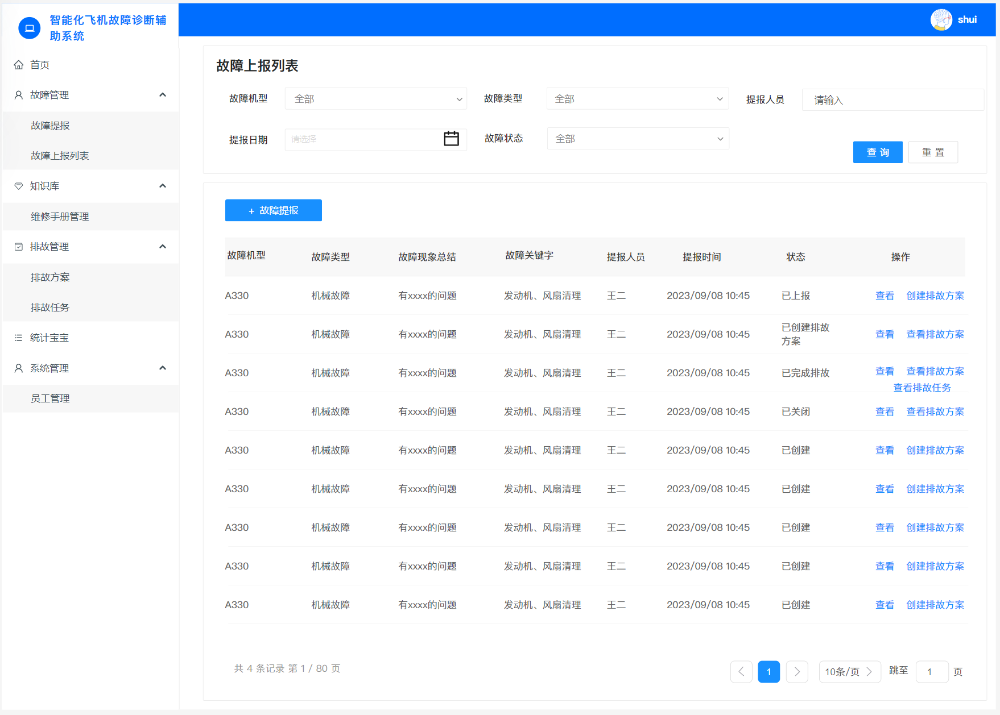 智能化飞机故障诊断辅
助系统
shui
首页
故障管理
故障提报
故障上报列表
知识库
维修手册管理
排故管理
排故方案
排故任务
统计宝宝
系统管理
员工管理
故障上报列表
故障机型 全部 故障类型 全部 提报人员 请输入
提报日期 请选择 故障状态 全部
查 询 重 置
+ 故障提报
故障机型 故障类型 故障现象总结 故障关键字 提报人员 提报时间 状态 操作
A330 机械故障 有xxxx的问题 发动机、风扇清理 王二 2023/09/08 10:45 已上报 查看 创建排故方案
A330 机械故障 有xxxx的问题 发动机、风扇清理 王二 2023/09/08 10:45 已创建排故 查看 查看排故方案
方案
A330 机械故障 有xxxx的问题 发动机、风扇清理 王二 2023/09/08 10:45 已完成排故 查看 查看排故方案
查看排故任务
A330 机械故障 有xxxx的问题 发动机、风扇清理 王二 2023/09/08 10:45 已关闭 查看 查看排故方案
A330 机械故障 有xxxx的问题 发动机、风扇清理 王二 2023/09/08 10:45 已创建 查看 创建排故方案
A330 机械故障 有xxxx的问题 发动机、风扇清理 王二 2023/09/08 10:45 已创建 查看 创建排故方案
A330 机械故障 有xxxx的问题 发动机、风扇清理 王二 2023/09/08 10:45 已创建 查看 创建排故方案
A330 机械故障 有xxxx的问题 发动机、风扇清理 王二 2023/09/08 10:45 已创建 查看 创建排故方案
A330 机械故障 有xxxx的问题 发动机、风扇清理 王二 2023/09/08 10:45 已创建 查看 创建排故方案
共 4 条记录 第 1 / 80 页 1 10条/页 跳至 1 页